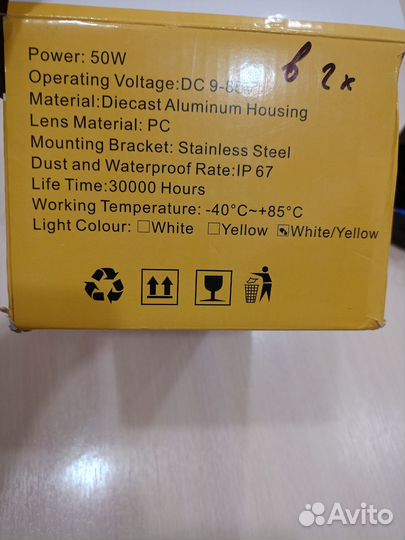 Power: 50W
Operating Voltage:DC 9-8
в 2х
Material:Diecast Aluminum Housing
Lens Material: PC
Mounting Bracket: Stainless Steel
Dust and Waterproof Rate:IP 67
Life Time:30000 Hours
Working Temperature: -40°C~+85°C
Light Colour: White Yellow White/Yellow
Avito